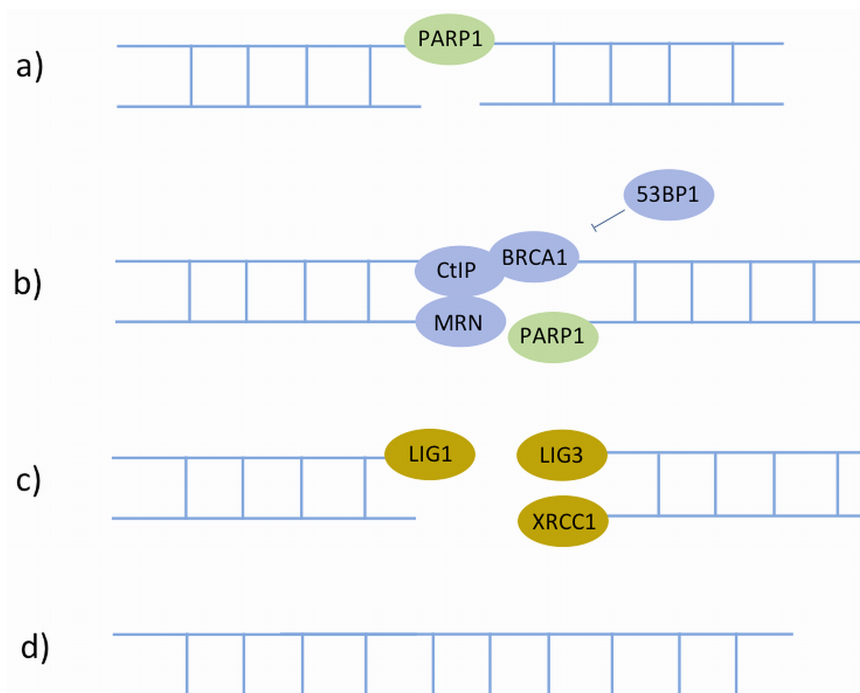 a)
PARP1
b)
53BP1
CtIP
BRCA1
MRN
PARP1
c)
LIG1
LIG3
XRCC1
d)